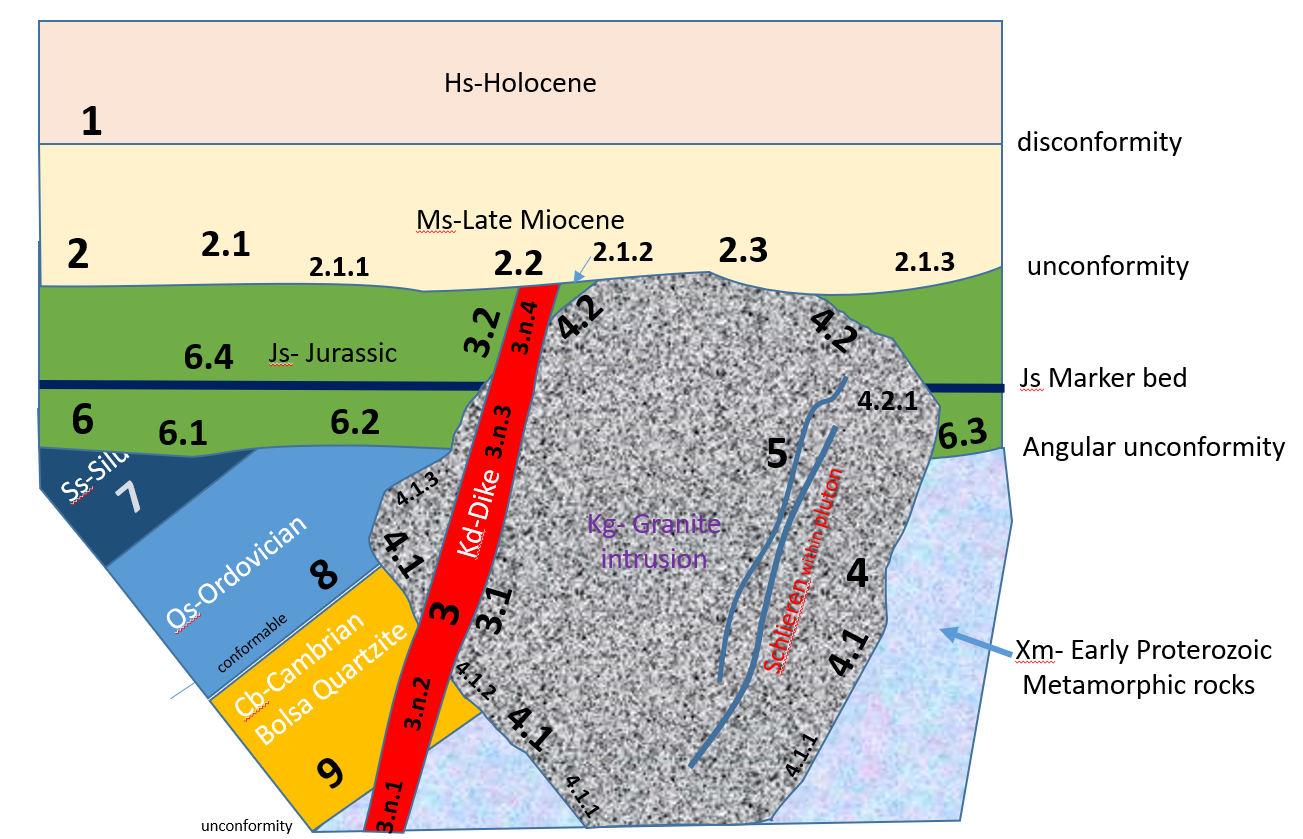 Hs-Holocene
1
disconformity
Ms-Late Miocene
2
2.1
2.1.1
2.2
2.1.2
2.3
2.1.3
unconformity
3.2
3.n.4
4.2
4.2
6.4
Js- Jurassic
Js Marker bed
6
6.1
6.2
3.n.3
5
4.2.1
6.3
Angular unconformity
Ss-Silu
7
4.1.3
Kd-Dike
Kg- Granite
intrusion
Schlieren within pluton
4
Os-Ordovician
8
4.1
3
3.1
4.1
conformable
Cb-Cambrian
Bolsa Quartzite
9
4.1.2
3.n.2
4.1
Xm- Early Proterozoic
Metamorphic rocks
4.1.1
4.1.1
3.n.1
unconformity